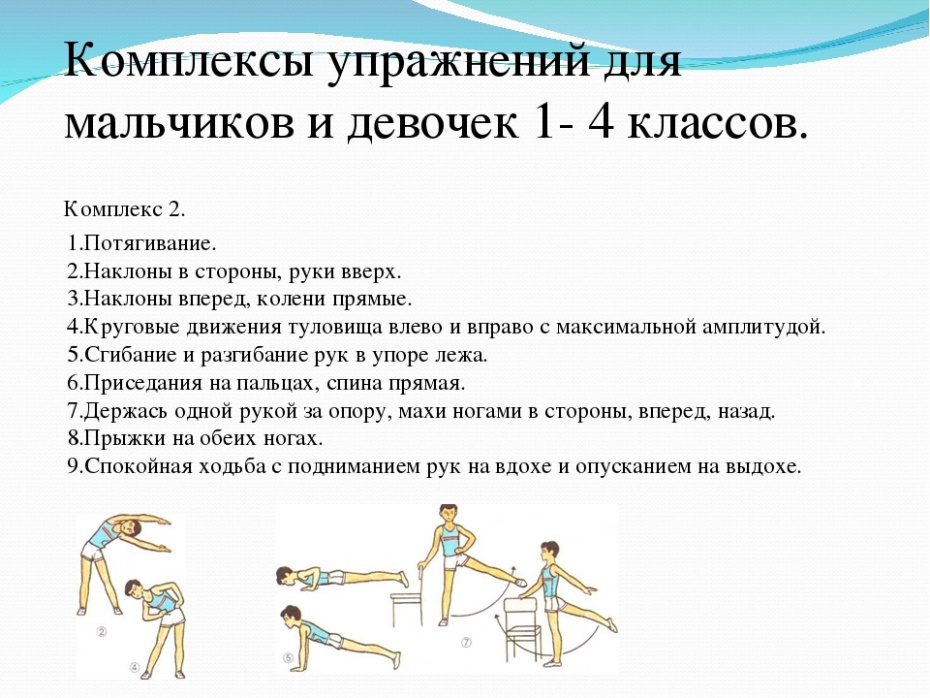 Комплексы упражнений для
мальчиков и девочек 1- 4 классов.
Комплекс 2.
1.Потягивание.
2.Наклоны в стороны, руки вверх.
3.Наклоны вперед, колени прямые.
4.Круговые движения туловища влево и вправо с максимальной амплитудой.
5.Сгибание и разгибание рук в упоре лежа.
6.Приседания на пальцах, спина прямая.
7.Держась одной рукой за опору, махи ногами в стороны, вперед, назад.
8.Прыжки на обеих ногах.
9.Спокойная ходьба с подниманием рук на вдохе и опусканием на выдохе.
2
4
5
7